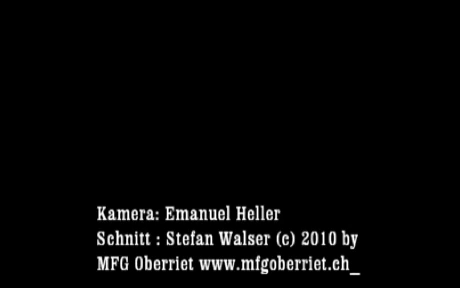 Kamera: Emanuel Heller
Schnitt : Stefan Walser (c) 2010 by
MFG Oberriet www.mfgoberriet.ch_